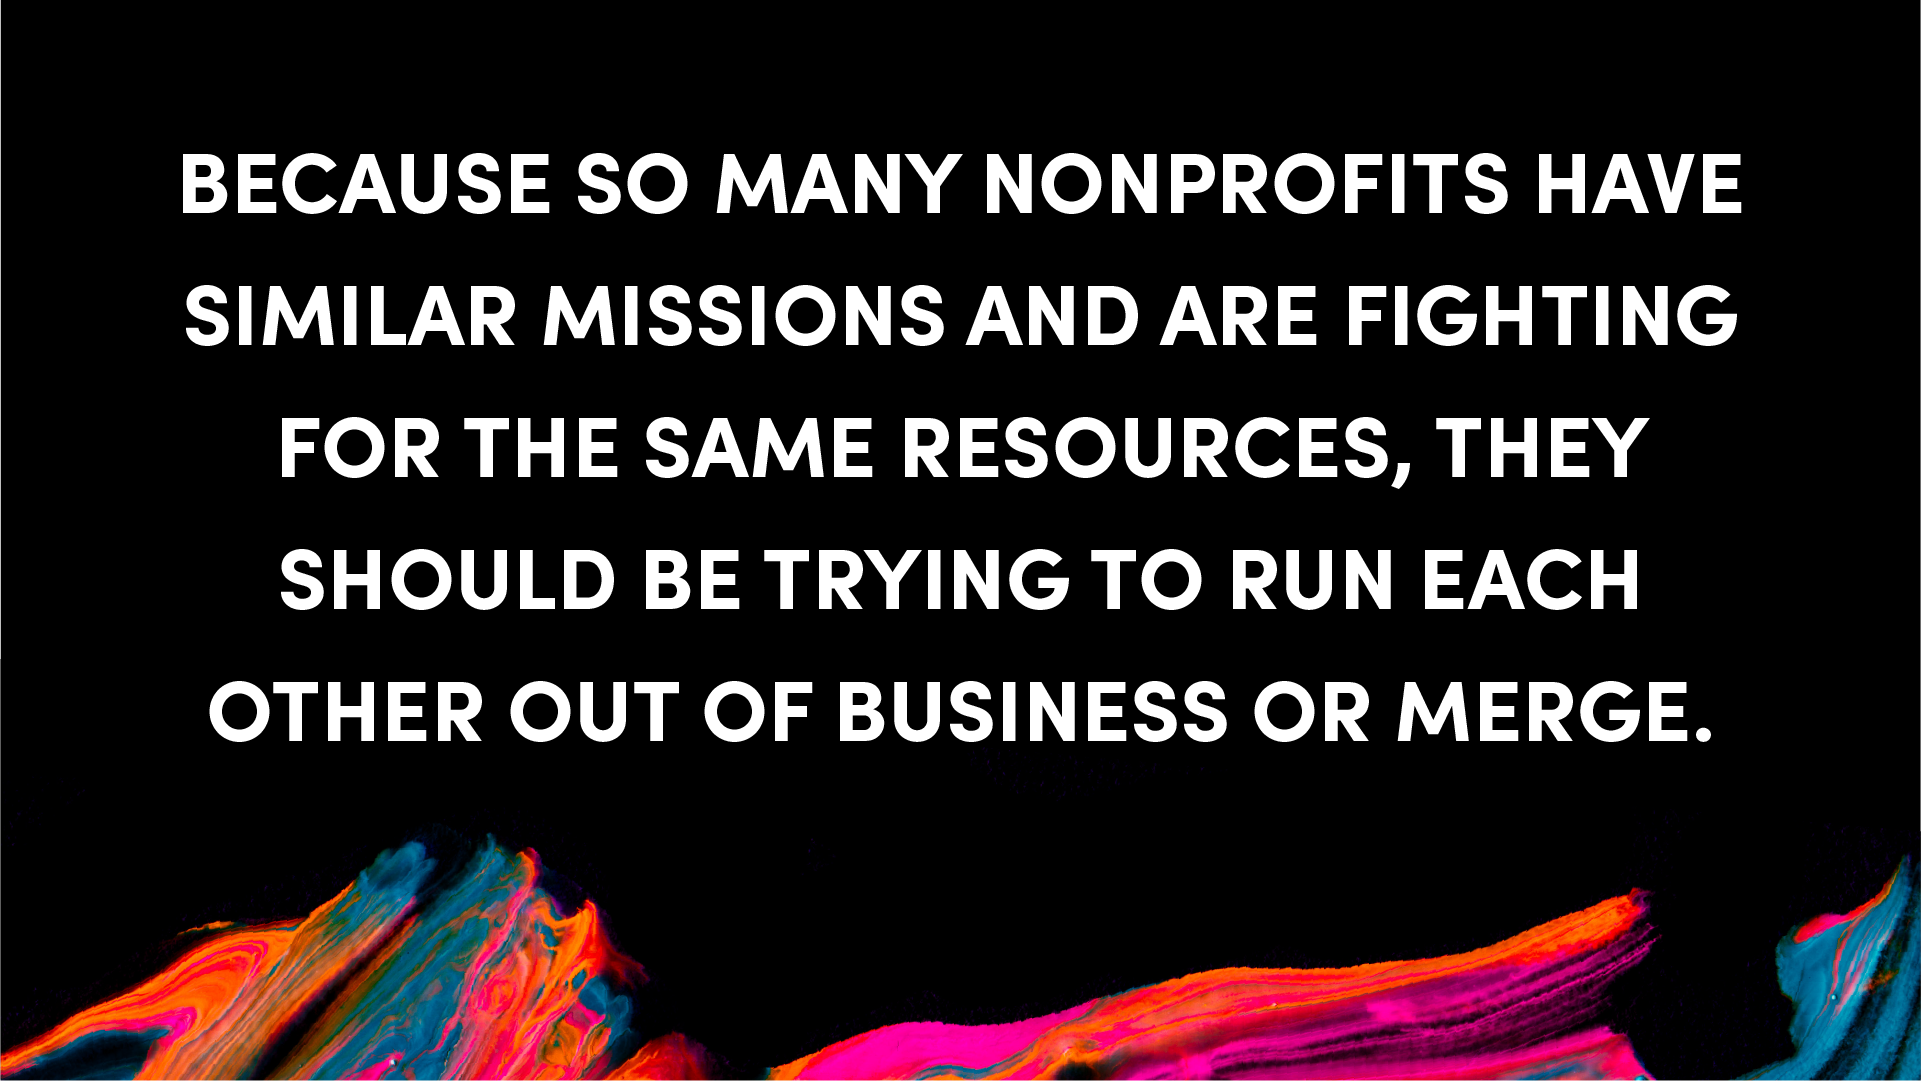 BECAUSE SO MANY NONPROFITS HAVE
SIMILAR MISSIONS AND ARE FIGHTING
FOR THE SAME RESOURCES, THEY
SHOULD BE TRYING TO RUN EACH
OTHER OUT OF BUSINESS OR MERGE.